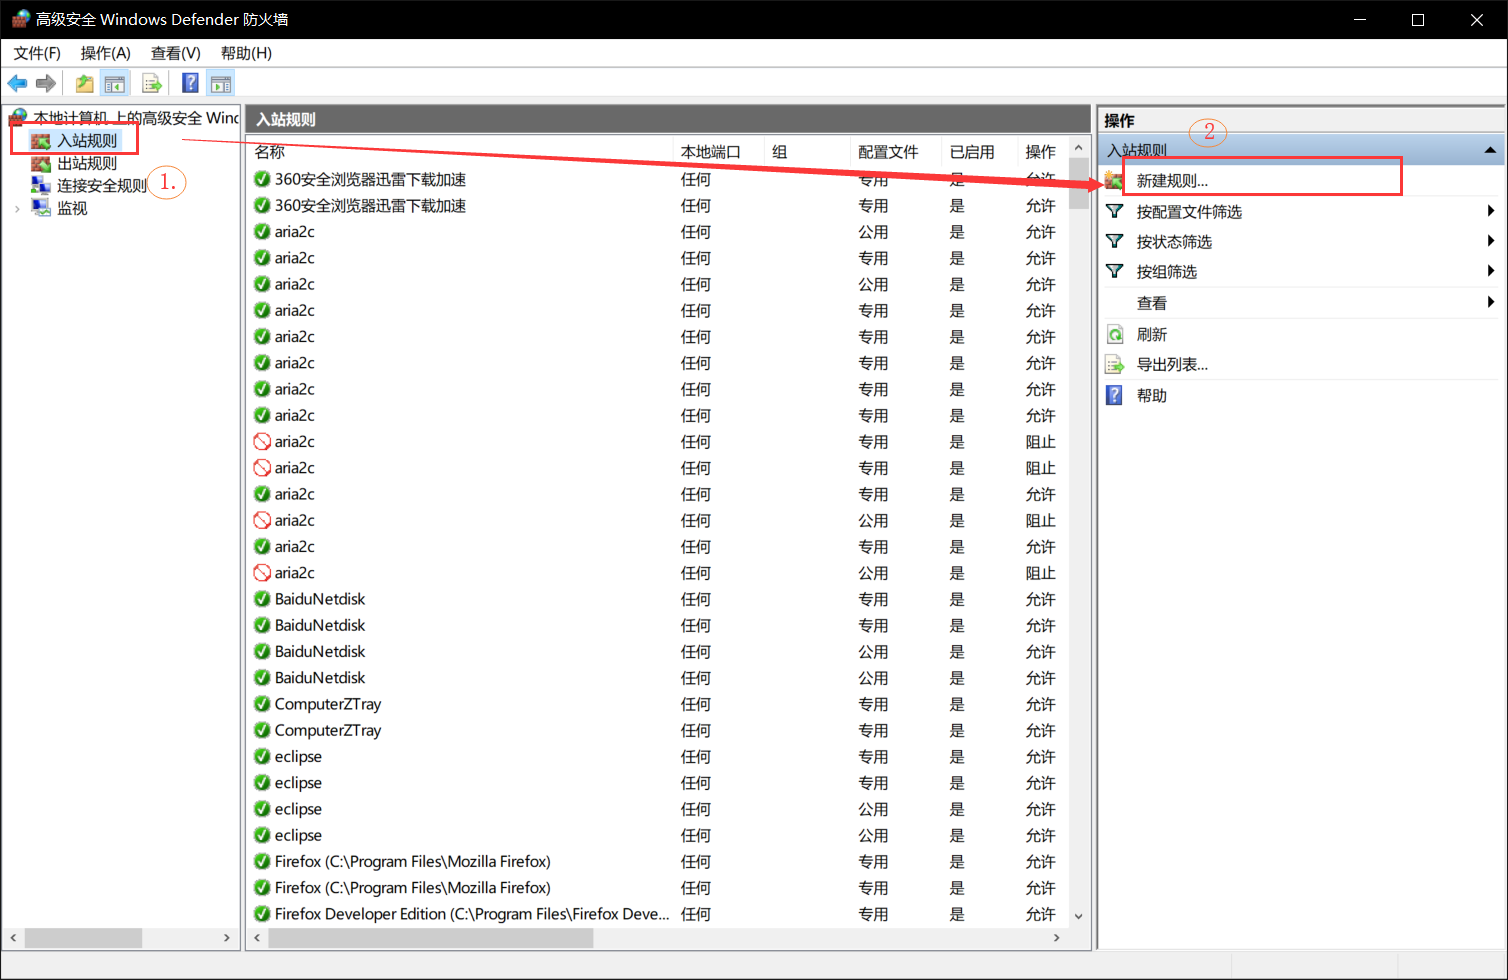 高级安全 Windows Defender 防火墙
文件(F) 操作(A) 查看(V) 帮助(H)
本地计算机 上的高级安全 Wind
入站规则
出站规则
连接安全规则
监视
1.
入站规则
名称 本地端口 组 配置文件 已启用 操作
360安全浏览器迅雷下载加速 任何 专用 是 允许
360安全浏览器迅雷下载加速 任何 专用 是 允许
aria2c 任何 公用 是 允许
aria2c 任何 专用 是 允许
aria2c 任何 公用 是 允许
aria2c 任何 专用 是 允许
aria2c 任何 专用 是 允许
aria2c 任何 专用 是 允许
aria2c 任何 专用 是 允许
aria2c 任何 专用 是 允许
aria2c 任何 专用 是 阻止
aria2c 任何 专用 是 阻止
aria2c 任何 专用 是 允许
aria2c 任何 公用 是 阻止
aria2c 任何 专用 是 允许
aria2c 任何 公用 是 阻止
BaiduNetdisk 任何 专用 是 允许
BaiduNetdisk 任何 专用 是 允许
BaiduNetdisk 任何 公用 是 允许
BaiduNetdisk 任何 公用 是 允许
ComputerZTray 任何 专用 是 允许
ComputerZTray 任何 专用 是 允许
eclipse 任何 专用 是 允许
eclipse 任何 专用 是 允许
eclipse 任何 公用 是 允许
eclipse 任何 公用 是 允许
Firefox (C:\Program Files\Mozilla Firefox) 任何 专用 是 允许
Firefox (C:\Program Files\Mozilla Firefox) 任何 专用 是 允许
Firefox Developer Edition (C:\Program Files\Firefox Deve... 任何 专用 是 允许
操作
2
入站规则
新建规则...
按配置文件筛选
按状态筛选
按组筛选
查看
刷新
导出列表...
帮助